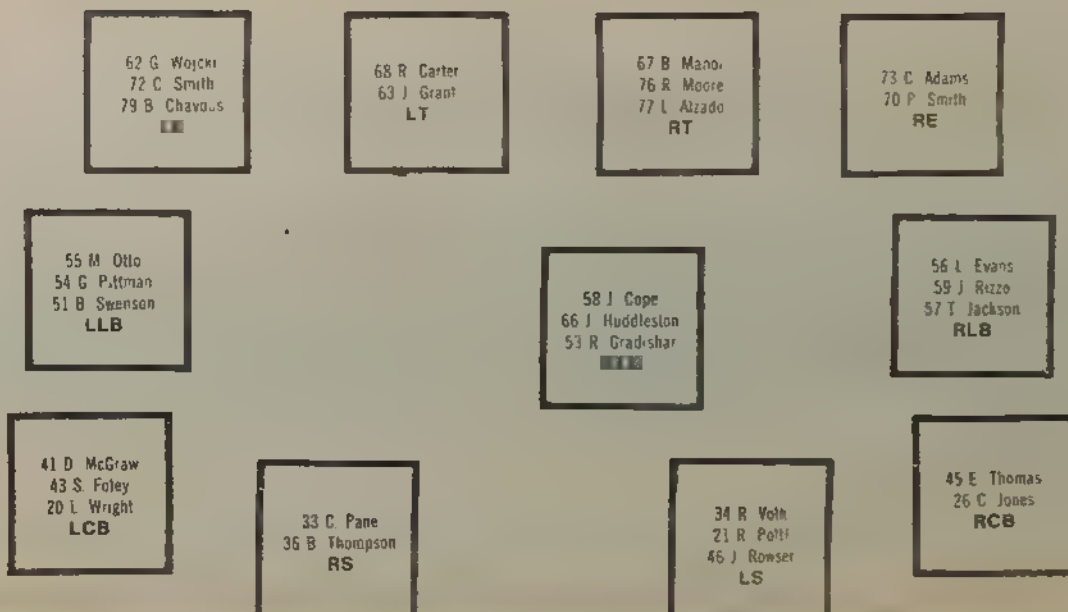 62 G Wojcki
72 C Smith
79 B Chavous
68 R Carter
63 J Grant
LT
67 B Manor
76 R Moore
77 L Alzado
RT
73 C Adams
70 P Smith
RE
55 M Otto
54 G Pittman
51 B Swenson
LLB
58 J Cope
66 J Huddleston
53 R Gradishar
56 L Evans
59 J Rizzo
57 T Jackson
RLB
41 D McGraw
43 S. Foley
20 L Wright
LCB
33 C. Pane
36 B Thompson
RS
34 R Volk
21 R Polti
46 J Rowser
LS
45 E Thomas
26 C Jones
RCB